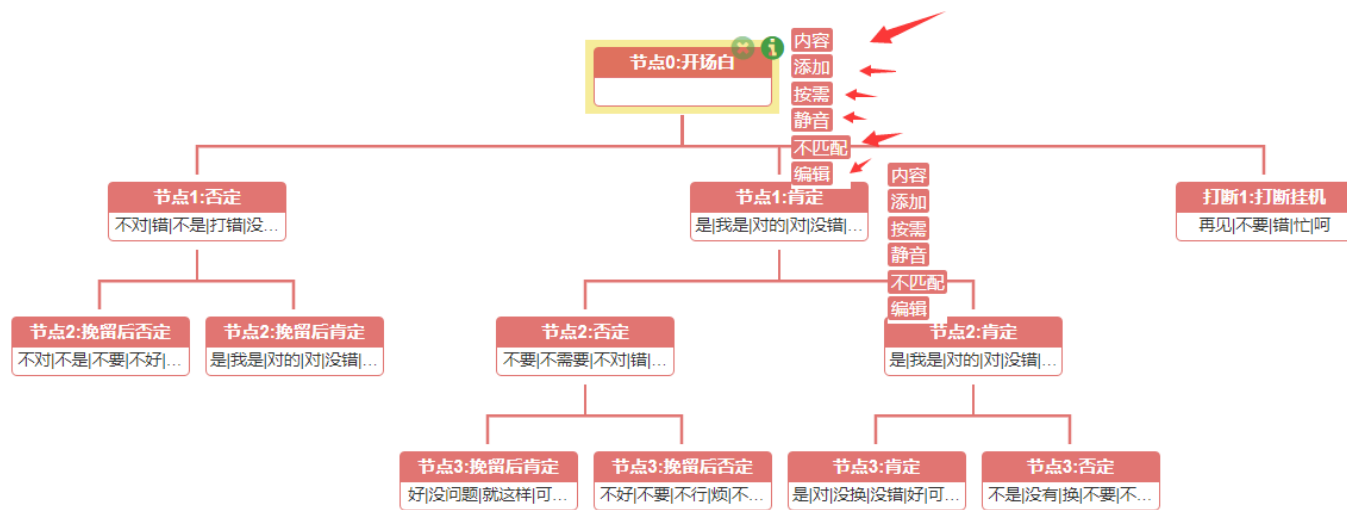 内容
节点0:开场白
添加
按需
静音
不匹配
编辑
内容
节点1:否定
节点1:肯定
打断1:打断挂机
添加
不对|错|不是|打错|没…
是|我是|对的|对|没错|…
再见|不要|错|忙|呵
按需
静音
不匹配
编辑
节点2:挽留后否定
节点2:挽留后肯定
节点2:否定
节点2:肯定
不对|不是|不要|不好|…
是|我是|对的|对|没错|…
不要|不需要|不对|错|…
是|我是|对的|对|没错|…
节点3:挽留后肯定
节点3:挽留后否定
节点3:肯定
节点3:否定
好|没问题|就这样|可…
不好|不要|不行|烦|不…
是|对|没换|没错|好|可…
不是|没有|换|不要|不…